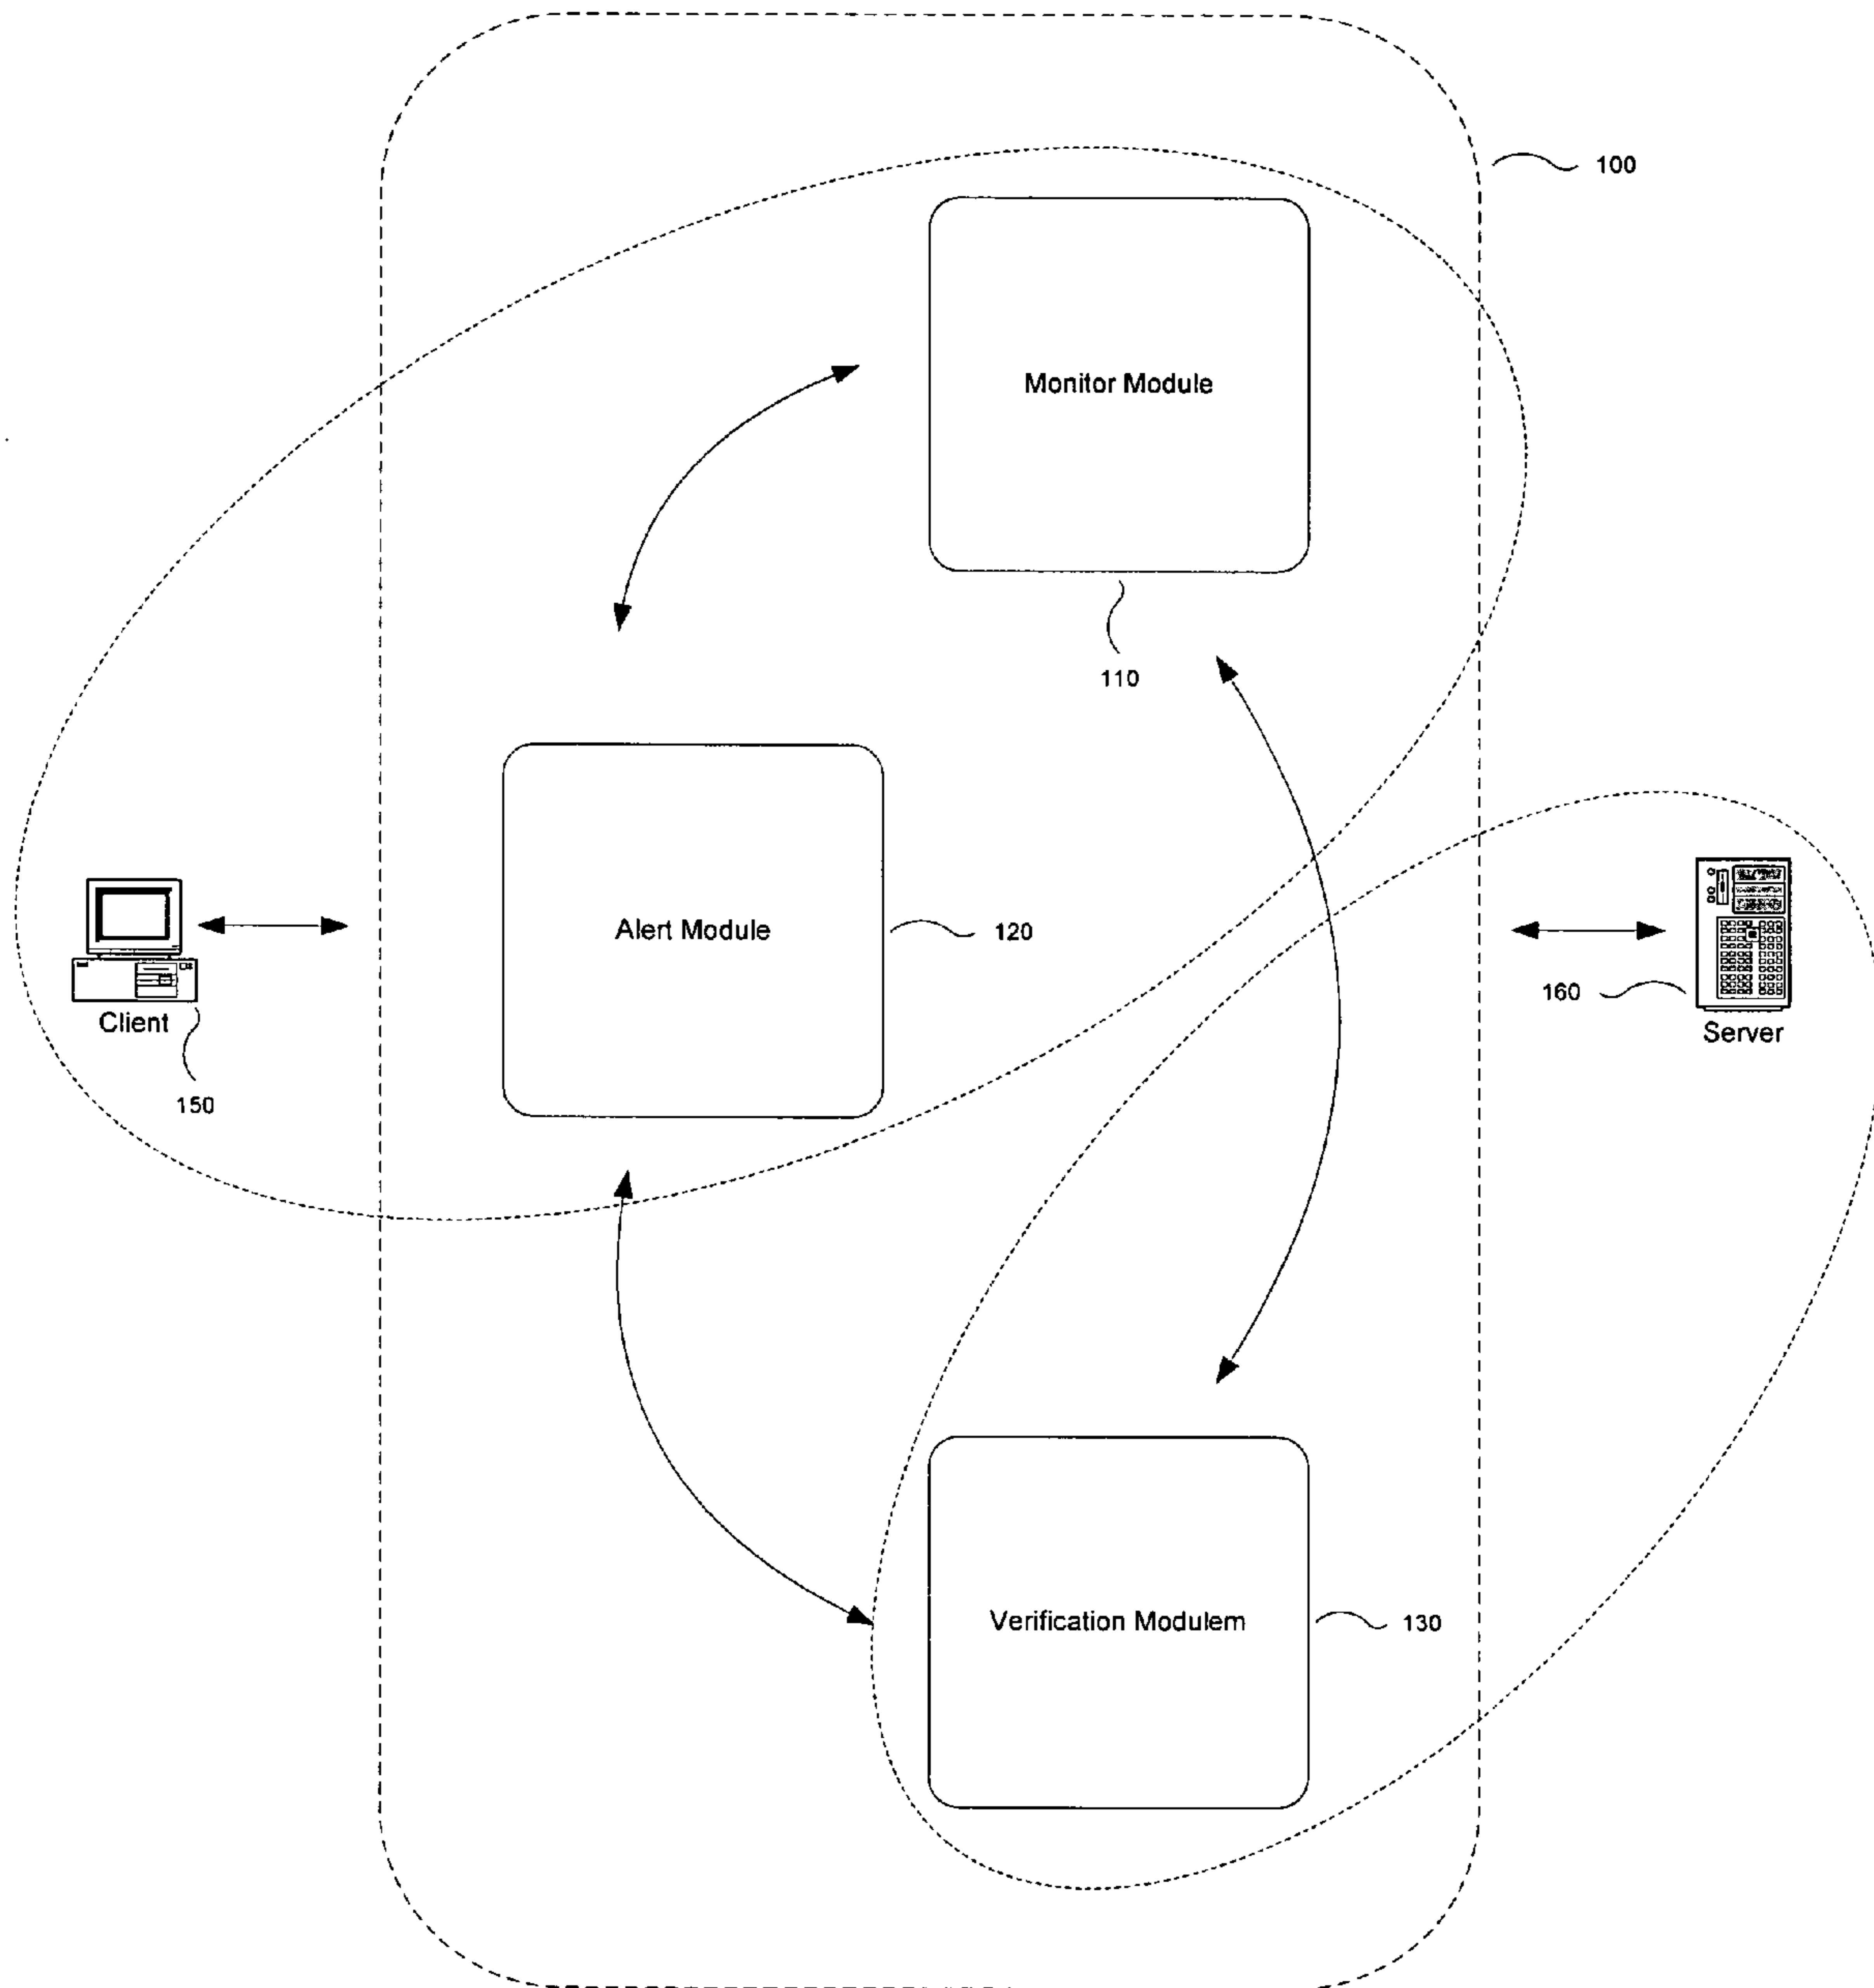 100
Monitor Module
110
Alert Module
120
Client
150
160
Server
Verification Modulem
130